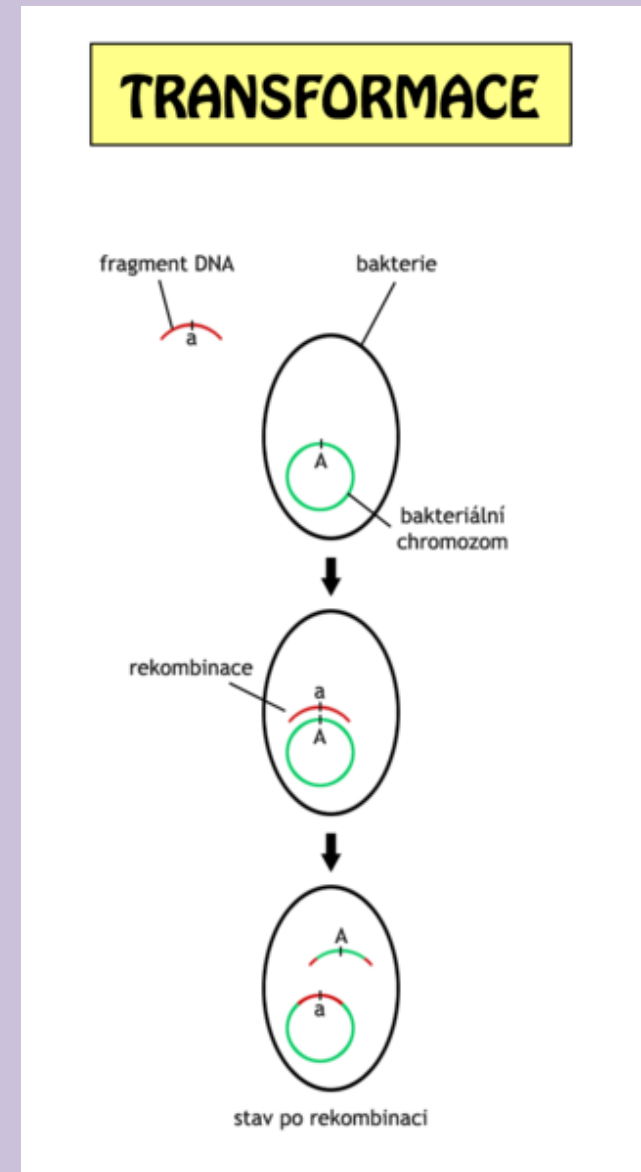 TRANSFORMACE
fragment DNA
bakterie
a
A
bakteriální
chromozom
rekombinace
a
A
A
a
stav po rekombinaci